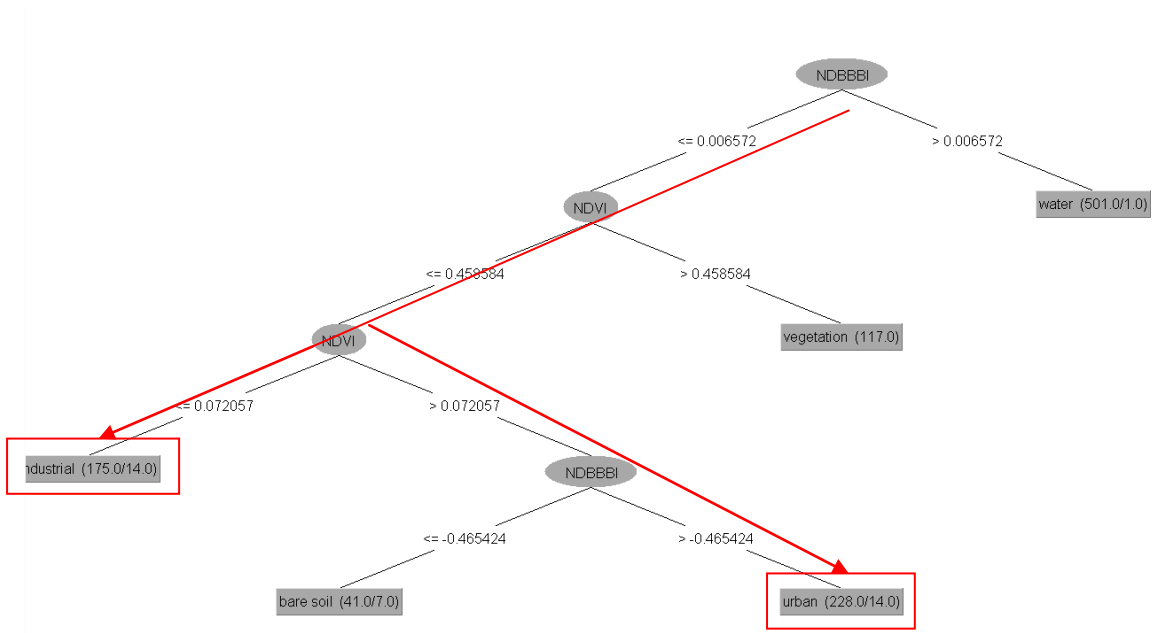 NDBBBI
<= 0.006572
> 0.006572
NDVI
water (501.0/1.0)
<= 0.458584
> 0.458584
NDVI
vegetation (117.0)
<= 0.072057
> 0.072057
ndustrial (175.0/14.0)
NDBBBI
<= -0.465424
> -0.465424
bare soil (41.0/7.0)
urban (228.0/14.0)